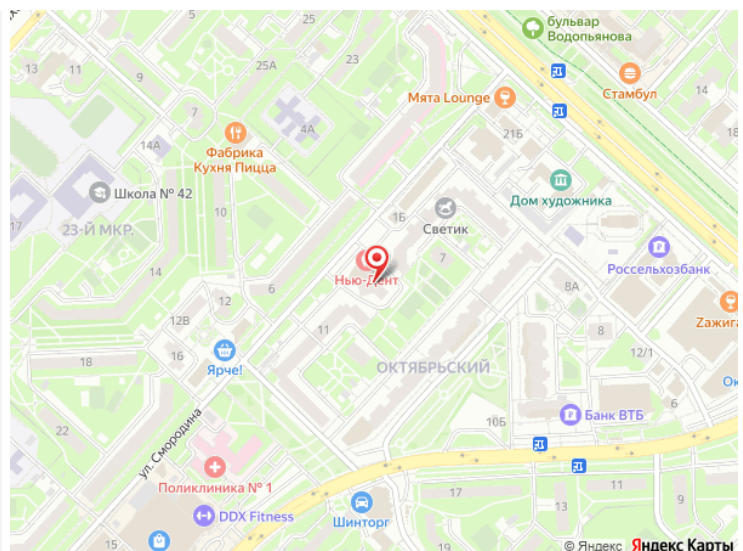 бульвар
Водопьянова
13
11
9
25А
7
5
Мята Lounge
Стамбул
4А
21Б
14А
Фабрика
Кухня Пицца
Школа № 42
10
1Б
Светик
Дом художника
23-Й МКР.
14
Россельхозбанк
7
Нью-Дент
6
8А
12
12В
11
8
Zажига
16
Ярче!
12/1
18
ОКТЯБРЬСКИЙ
Ок
6
22
ул. Смородина
10Б
Банк ВТБ
Поликлиника № 1
17
17
11
13
DDX Fitness
Шинторг
9
13
15
© Яндекс Яндекс Карты